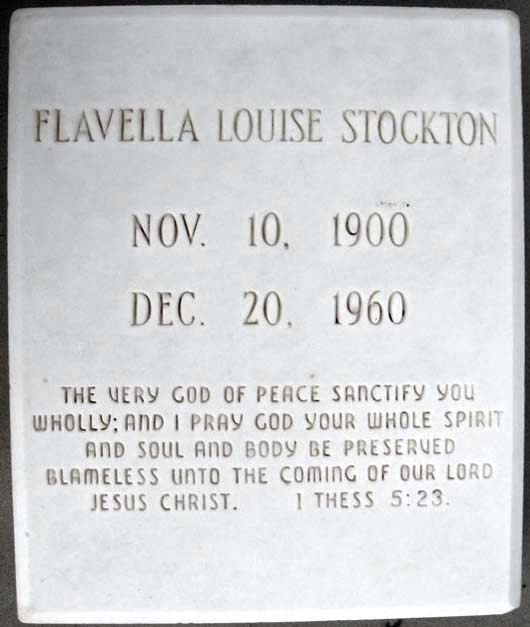 FLAVELLA LOUISE STOCKTON
NOV. 10, 1900
DEC. 20, 1960
THE VERY GOD OF PEACE SANCTIFY YOU
WHOLLY; AND I PRAY GOD YOUR WHOLE SPIRIT
AND SOUL AND BODY BE PRESERVED
BLAMELESS UNTO THE COMING OF OUR LORD
JESUS CHRIST. I THESS 5:23.